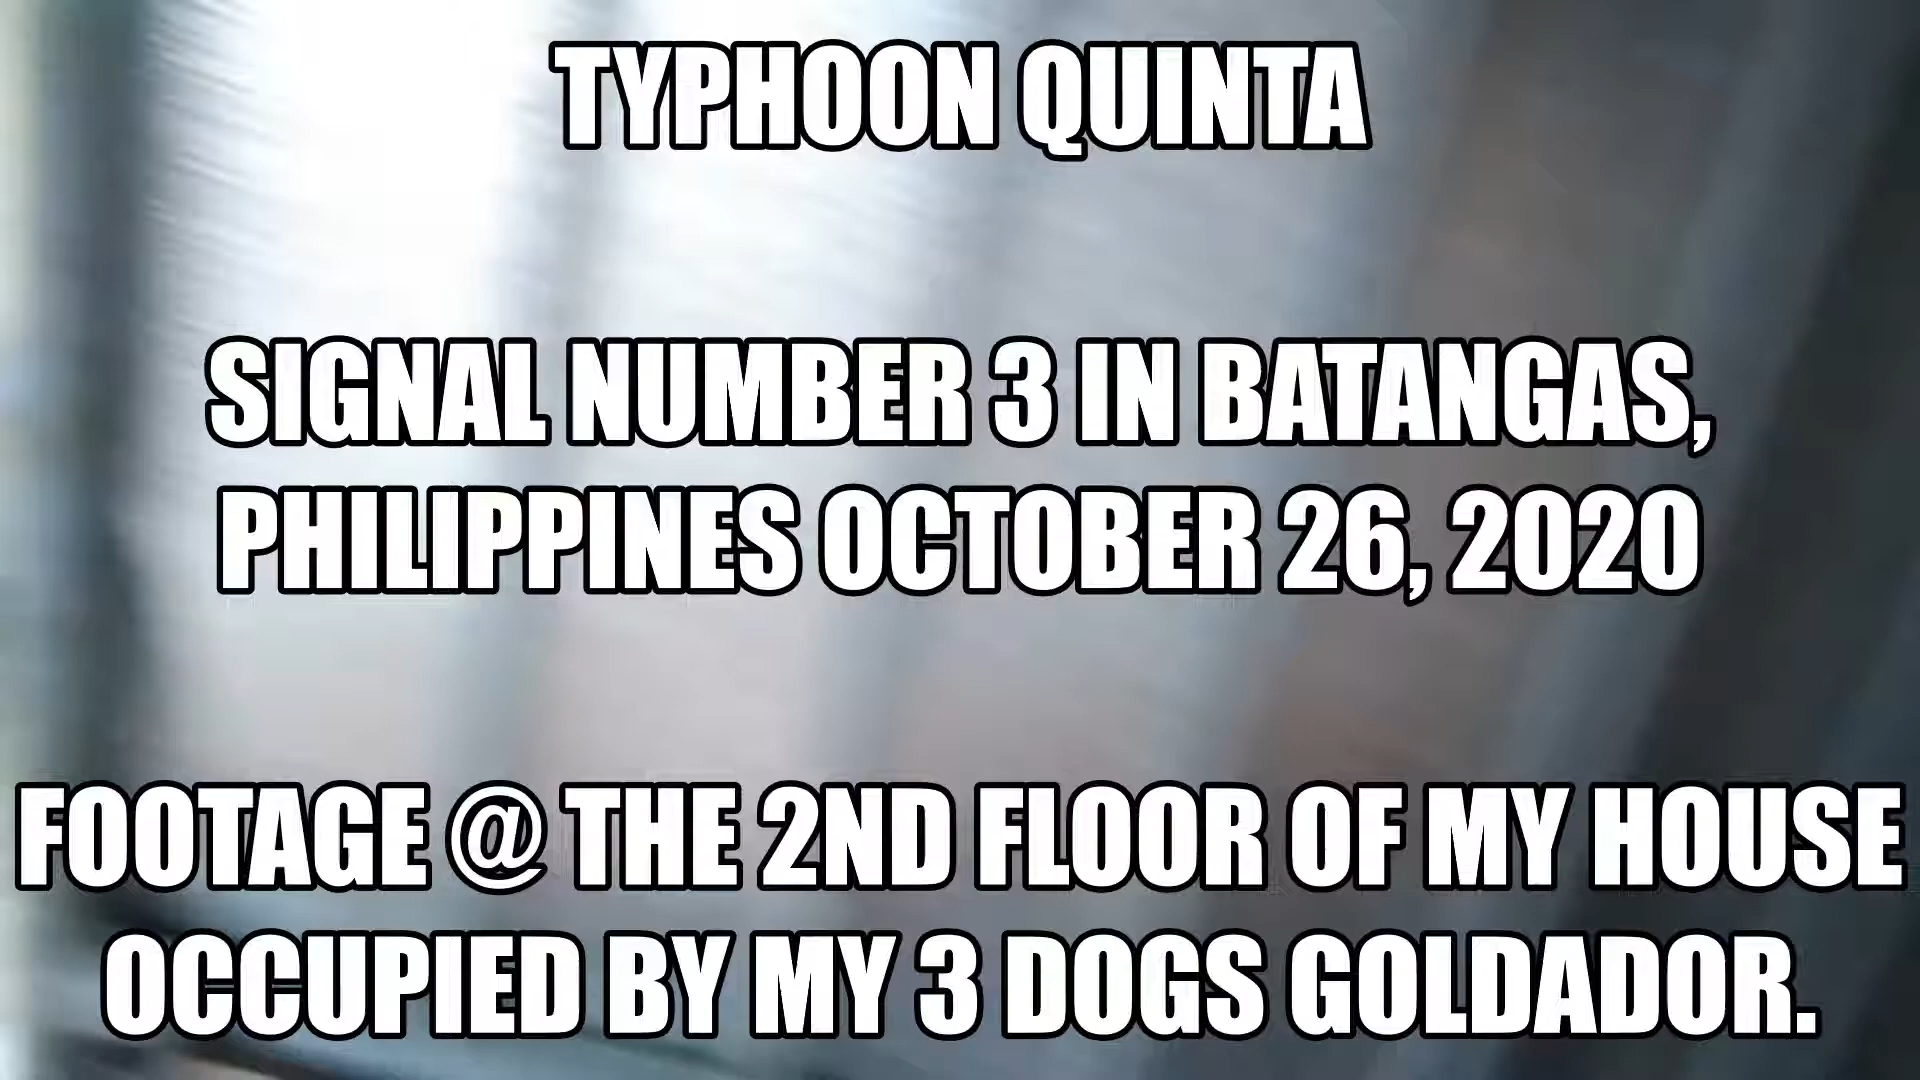 TYPHOON QUINTA
SIGNAL NUMBER 3 IN BATANGAS,
PHILIPPINES OCTOBER 26, 2020
FOOTAGE @ THE 2ND FLOOR OF MY HOUSE
OCCUPIED BY MY 3 DOGS GOLDADOR.